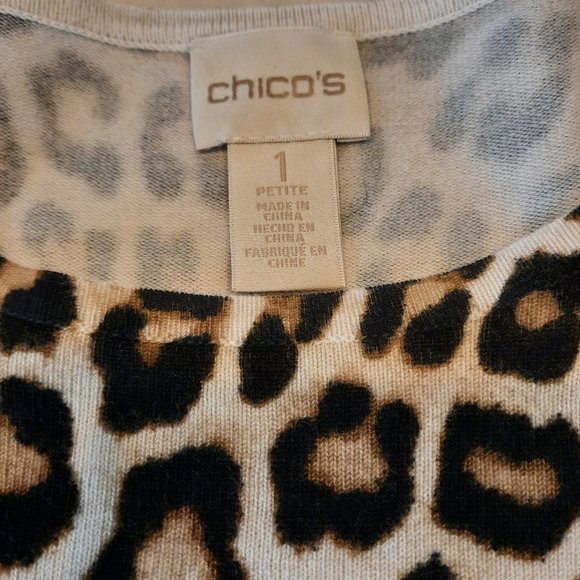 chico's
1
PETITE
MADE IN
CHINA
HECHO EN
CHINA
FABRIQUÉ EN
CHINE